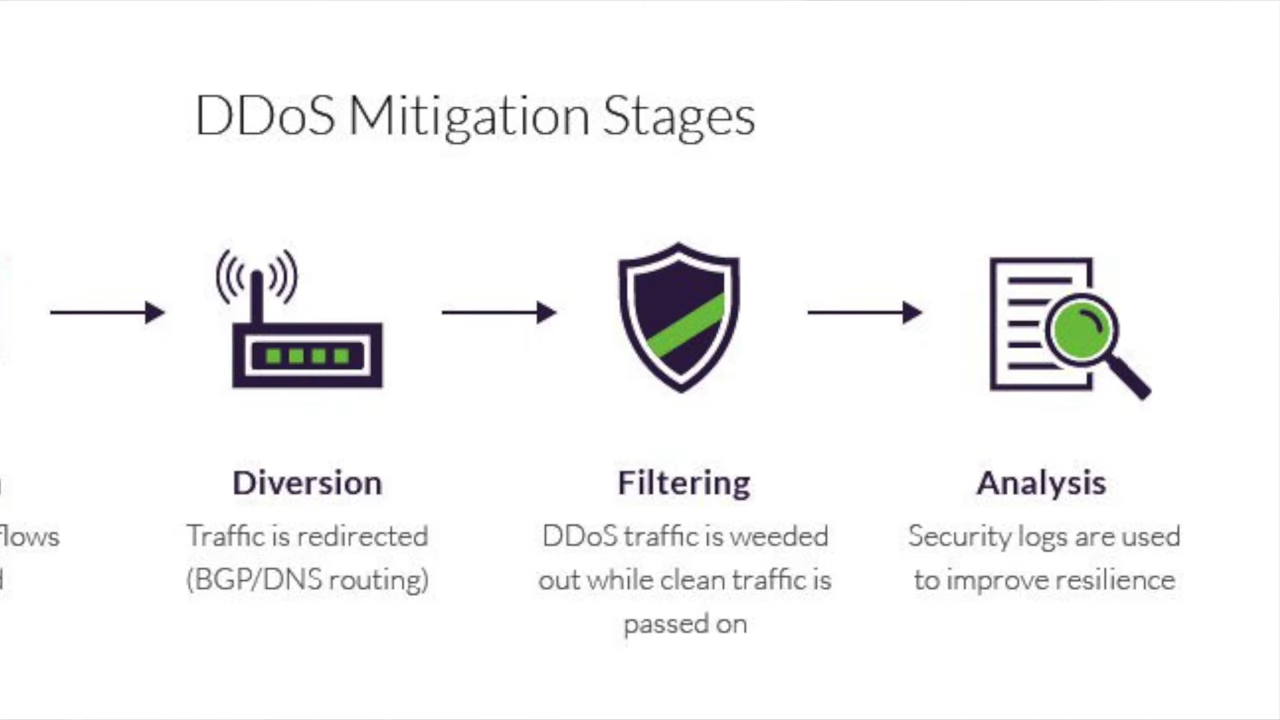 DDoS Mitigation Stages
Diversion
Traffic is redirected
(BGP/DNS routing)
Filtering
DDoS traffic is weeded
out while clean traffic is
passed on
Analysis
Security logs are used
to improve resilience